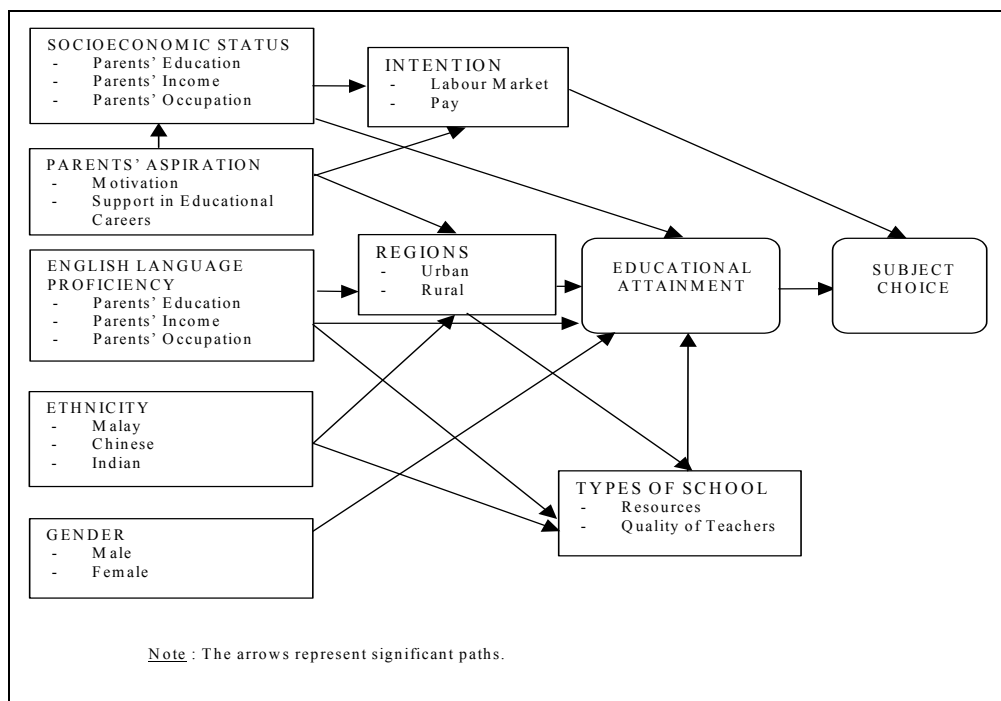 SOCIOECONOMIC STATUS
- Parents' Education
- Parents' Income
- Parents' Occupation
INTENTION
- Labour Market
- Pay
PARENTS' ASPIRATION
- Motivation
- Support in Educational
Careers
ENGLISH LANGUAGE
PROFICIENCY
- Parents' Education
- Parents' Income
- Parents' Occupation
REGIONS
- Urban
- Rural
EDUCATIONAL
ATTAINMENT
SUBJECT
CHOICE
ETHNICITY
- Malay
- Chinese
- Indian
TYPES OF SCHOOL
- Resources
- Quality of Teachers
GENDER
- Male
- Female
Note : The arrows represent significant paths.